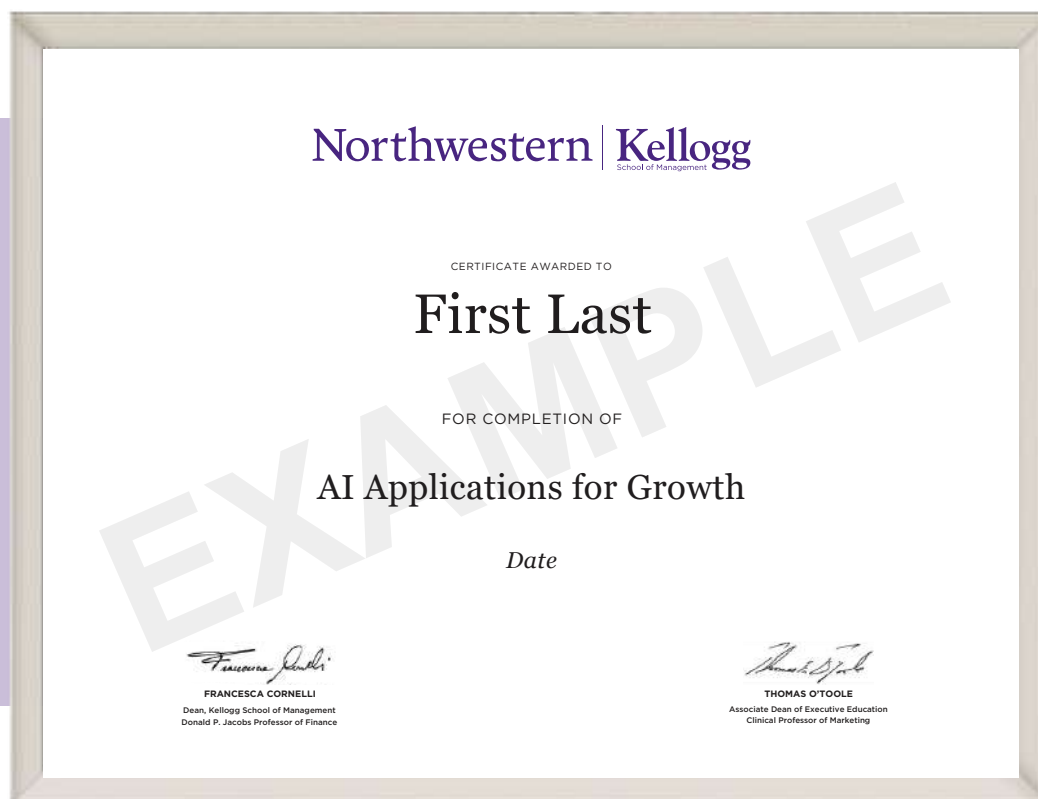 Northwestern | Kellogg
School of Management
CERTIFICATE AWARDED TO
First Last
FOR COMPLETION OF
AI Applications for Growth
Date
EXAMPLE
FRANCESCA CORNELLI
Dean, Kellogg School of Management
Donald P. Jacobs Professor of Finance
THOMAS O'TOOLE
Associate Dean of Executive Education
Clinical Professor of Marketing